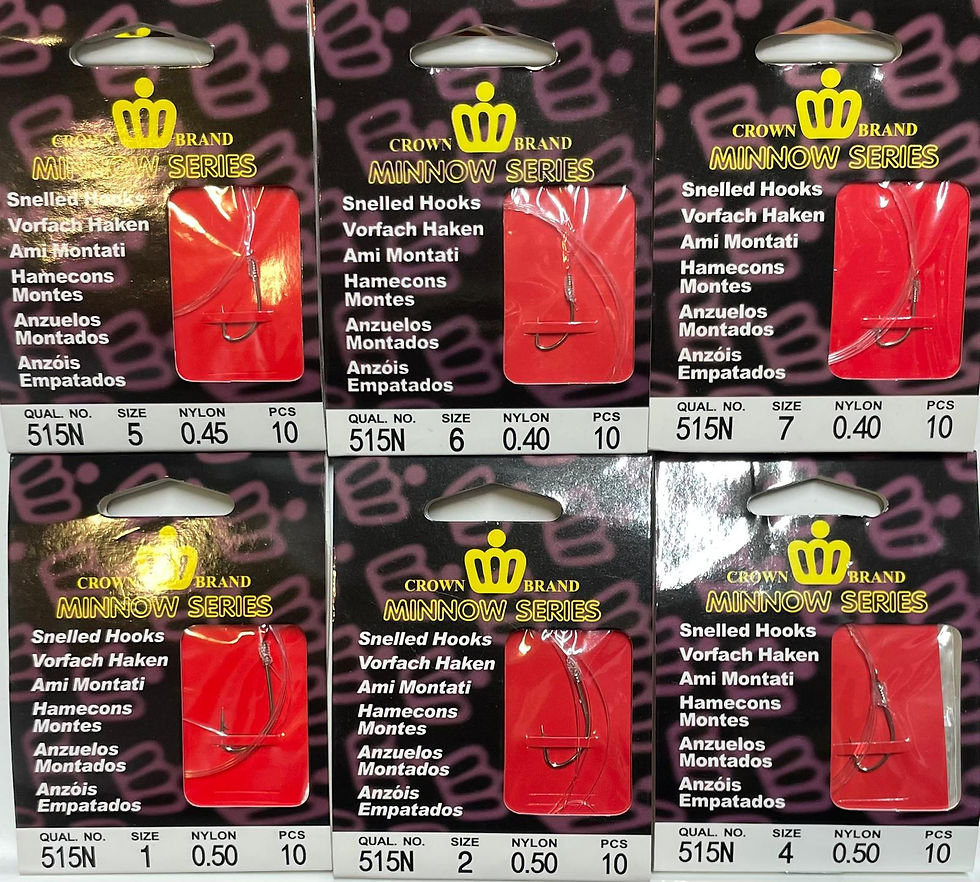 CROWN BRAND
MINNOW SERIES
Snelled Hooks
Vorfach Haken
Ami Montati
Hamecons
Montes
Anzuelos
Montados
Anzóis
Empatados
QUAL. NO. SIZE NYLON PCS
515N 5 0.45 10
CROWN BRAND
MINNOW SERIES
Snelled Hooks
Vorfach Haken
Ami Montati
Hamecons
Montes
Anzuelos
Montados
Anzóis
Empatados
QUAL. NO. SIZE NYLON PCS
515N 6 0.40 10
CROWN BRAND
MINNOW SERIES
Snelled Hooks
Vorfach Haken
Ami Montati
Hamecons
Montes
Anzuelos
Montados
Anzóis
Empatados
QUAL. NO. SIZE NYLON PCS
515N 7 0.40 10
CROWN BRAND
MINNOW SERIES
Snelled Hooks
Vorfach Haken
Ami Montati
Hamecons
Montes
Anzuelos
Montados
Anzóis
Empatados
QUAL. NO. SIZE NYLON PCS
515N 1 0.50 10
CROWN BRAND
MINNOW SERIES
Snelled Hooks
Vorfach Haken
Ami Montati
Hamecons
Montes
Anzuelos
Montados
Anzóis
Empatados
QUAL. NO. SIZE NYLON PCS
515N 2 0.50 10
CROWN BRAND
MINNOW SERIES
Snelled Hooks
Vorfach Haken
Ami Montati
Hamecons
Montes
Anzuelos
Montados
Anzóis
Empatados
QUAL. NO. SIZE NYLON PCS
515N 4 0.50 10